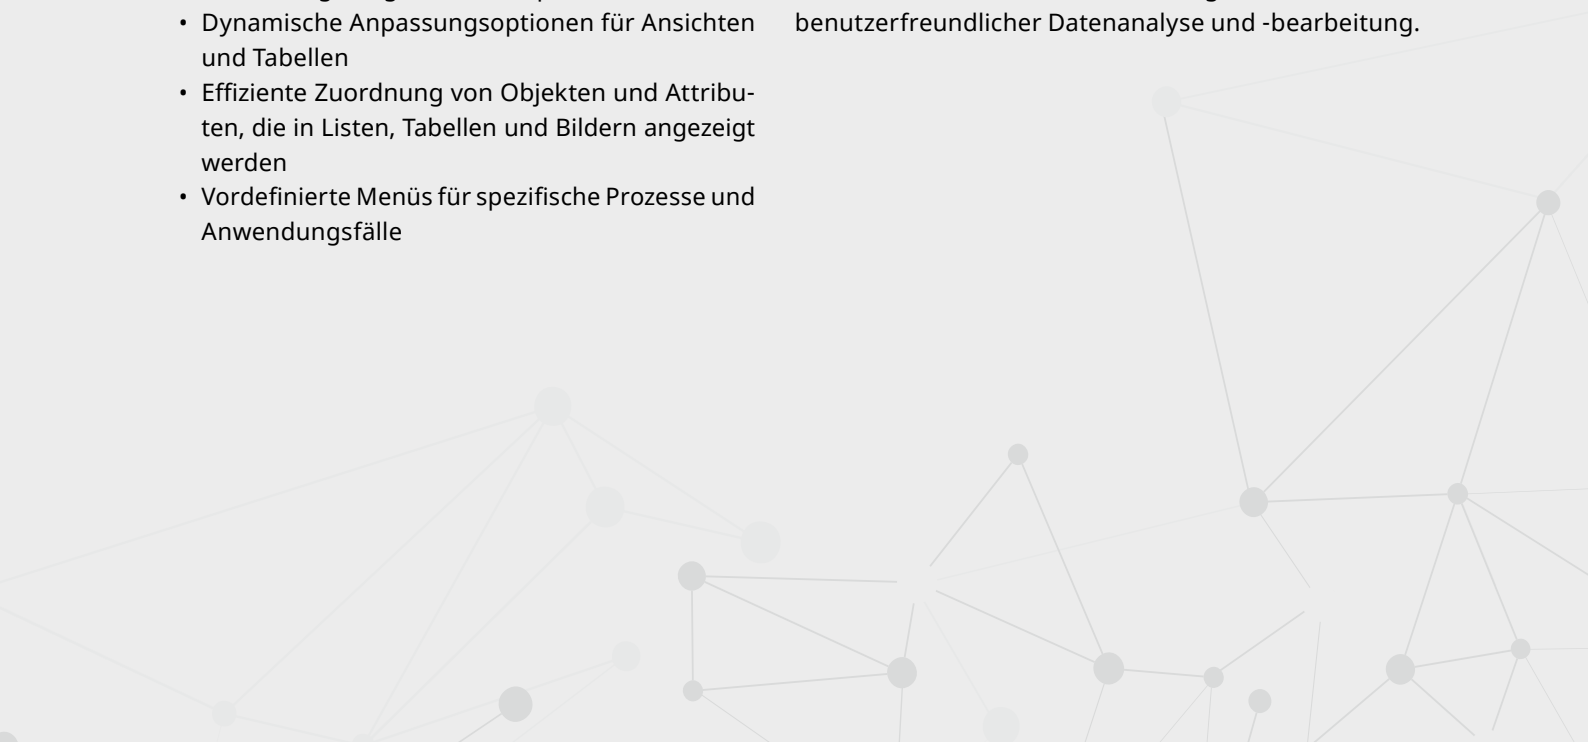 • Dynamische Anpassungsoptionen für Ansichten
und Tabellen
• Effiziente Zuordnung von Objekten und Attribu-
ten, die in Listen, Tabellen und Bildern angezeigt
werden
• Vordefinierte Menüs für spezifische Prozesse und
Anwendungsfälle
benutzerfreundlicher Datenanalyse und -bearbeitung.